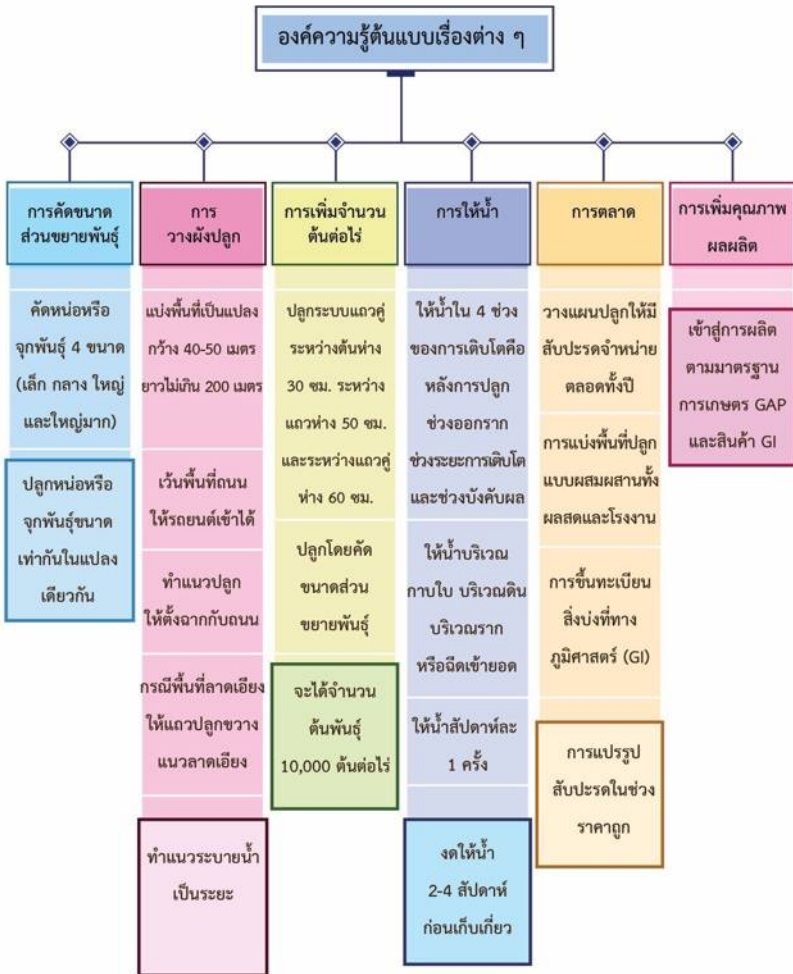 องค์ความรู้ต้นแบบเรื่องต่าง ๆ
การคัดขนาด
ส่วนขยายพันธุ์
คัดหน่อหรือ
จุกพันธุ์ 4 ขนาด
(เล็ก กลาง ใหญ่
และใหญ่มาก)
ปลูกหน่อหรือ
จุกพันธุ์ขนาด
เท่ากันในแปลง
เดียวกัน
การ
วางผังปลูก
แบ่งพื้นที่เป็นแปลง
กว้าง 40-50 เมตร
ยาวไม่เกิน 200 เมตร
เว้นพื้นที่ถนน
ให้รถยนต์เข้าได้
ทำแนวปลูก
ให้ตั้งฉากกับถนน
กรณีพื้นที่ลาดเอียง
ให้แถวปลูกขวาง
แนวลาดเอียง
ทำแนวระบายน้ำ
เป็นระยะ
การเพิ่มจำนวน
ต้นต่อไร่
ปลูกระบบแถวคู่
ระหว่างต้นห่าง
30 ซม. ระหว่าง
แถวห่าง 50 ซม.
และระหว่างแถวคู่
ห่าง 60 ซม.
ปลูกโดยคัด
ขนาดส่วน
ขยายพันธุ์
จะได้จำนวน
ต้นพันธุ์
10,000 ต้นต่อไร่
การให้น้ำ
ให้น้ำใน 4 ช่วง
ของการเติบโตคือ
หลังการปลูก
ช่วงออกราก
ช่วงระยะการเติบโต
และช่วงบังคับผล
ให้น้ำบริเวณ
กาบใบ บริเวณดิน
บริเวณราก
หรือฉีดเข้ายอด
ให้น้ำสัปดาห์ละ
1 ครั้ง
งดให้น้ำ
2-4 สัปดาห์
ก่อนเก็บเกี่ยว
การตลาด
วางแผนปลูกให้มี
สับปะรดจำหน่าย
ตลอดทั้งปี
การแบ่งพื้นที่ปลูก
แบบผสมผสานทั้ง
ผลสดและโรงงาน
การขึ้นทะเบียน
สิ่งบ่งที่ทาง
ภูมิศาสตร์ (GI)
การแปรรูป
สับปะรดในช่วง
ราคาถูก
การเพิ่มคุณภาพ
ผลผลิต
เข้าสู่การผลิต
ตามมาตรฐาน
การเกษตร GAP
และสินค้า GI